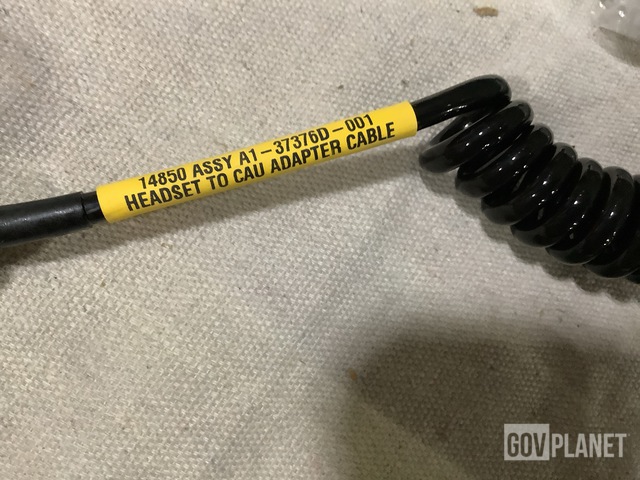 14850 ASSY A1-37376D-001
HEADSET TO CAU ADAPTER CABLE
GOVPLANET